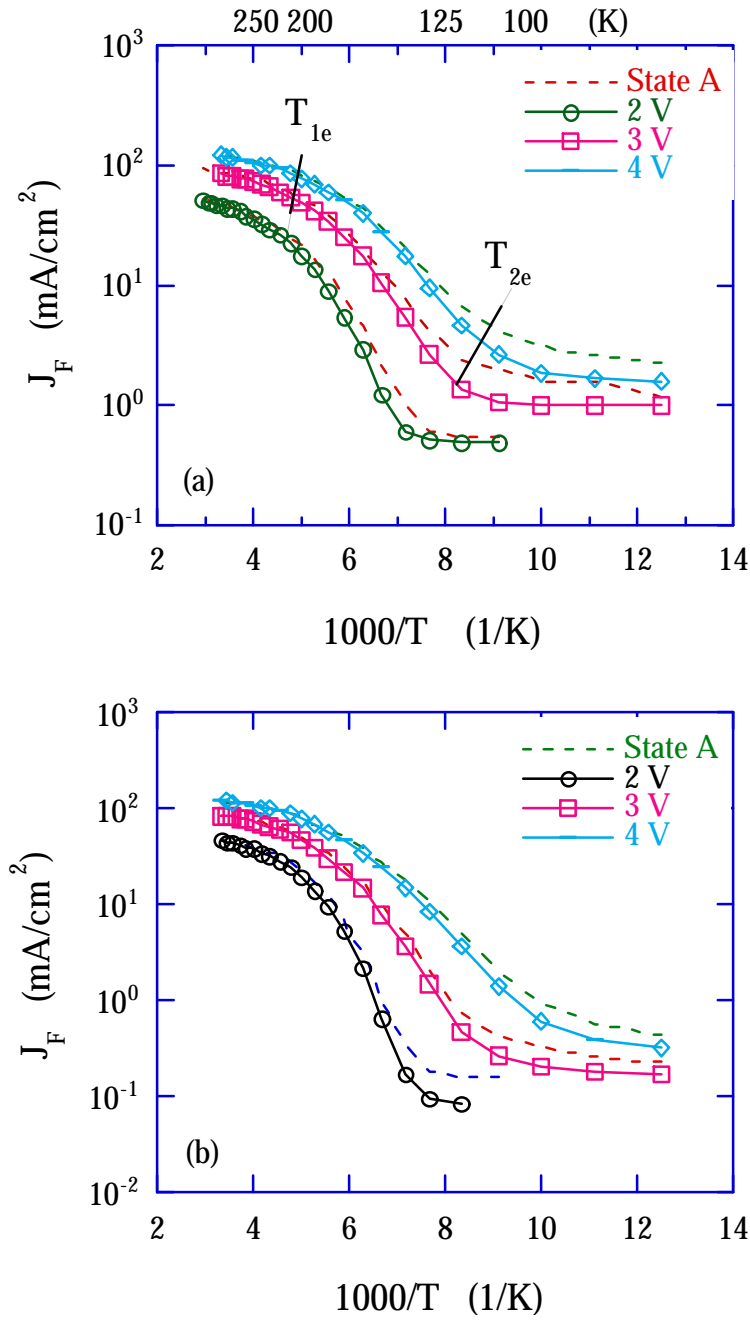 250 200 125 100 (K)
10^3
10^2
10^1
10^0
10^-1
J_F (mA/cm^2)
State A
2 V
3 V
4 V
T_1e
T_2e
(a)
2 4 6 8 10 12 14
1000/T (1/K)
10^3
10^2
10^1
10^0
10^-1
10^-2
J_F (mA/cm^2)
State A
2 V
3 V
4 V
(b)
2 4 6 8 10 12 14
1000/T (1/K)